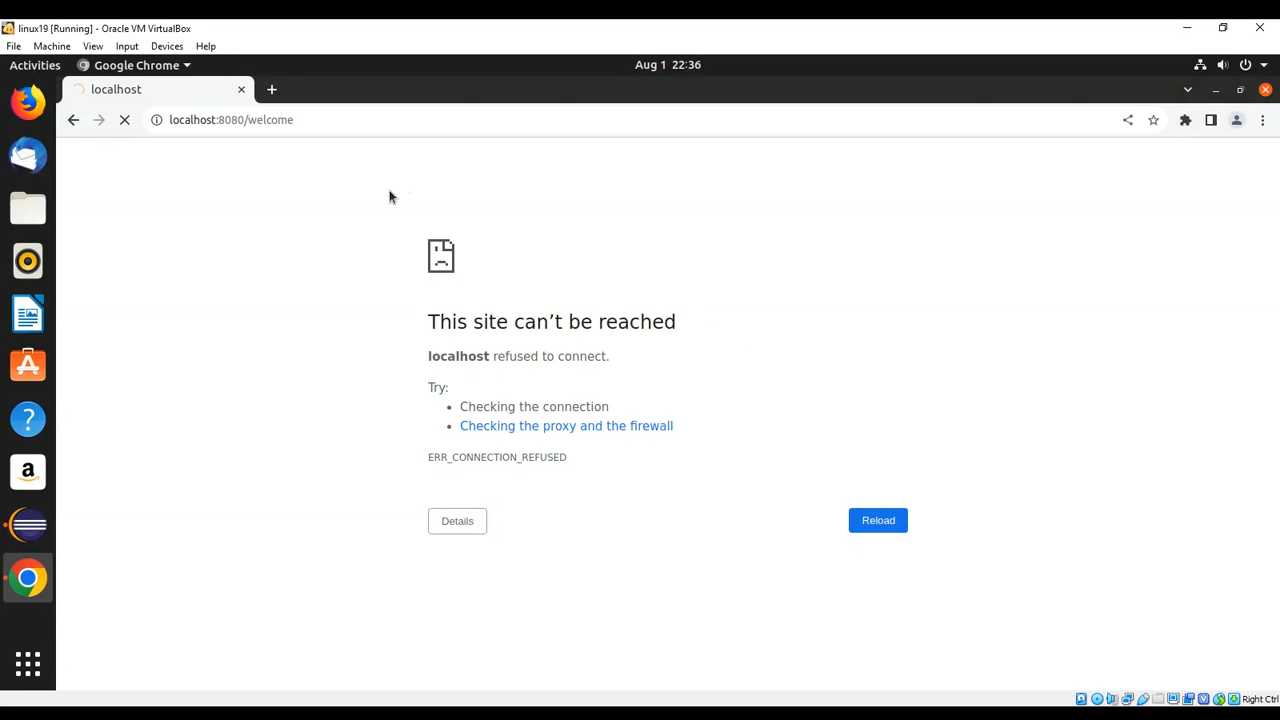 linux19 [Running] - Oracle VM VirtualBox
File Machine View Input Devices Help
Activities Google Chrome Aug 1 22:36
localhost
localhost:8080/welcome
This site can’t be reached
localhost refused to connect.
Try:
• Checking the connection
• Checking the proxy and the firewall
ERR_CONNECTION_REFUSED
Details Reload
Right Ctrl